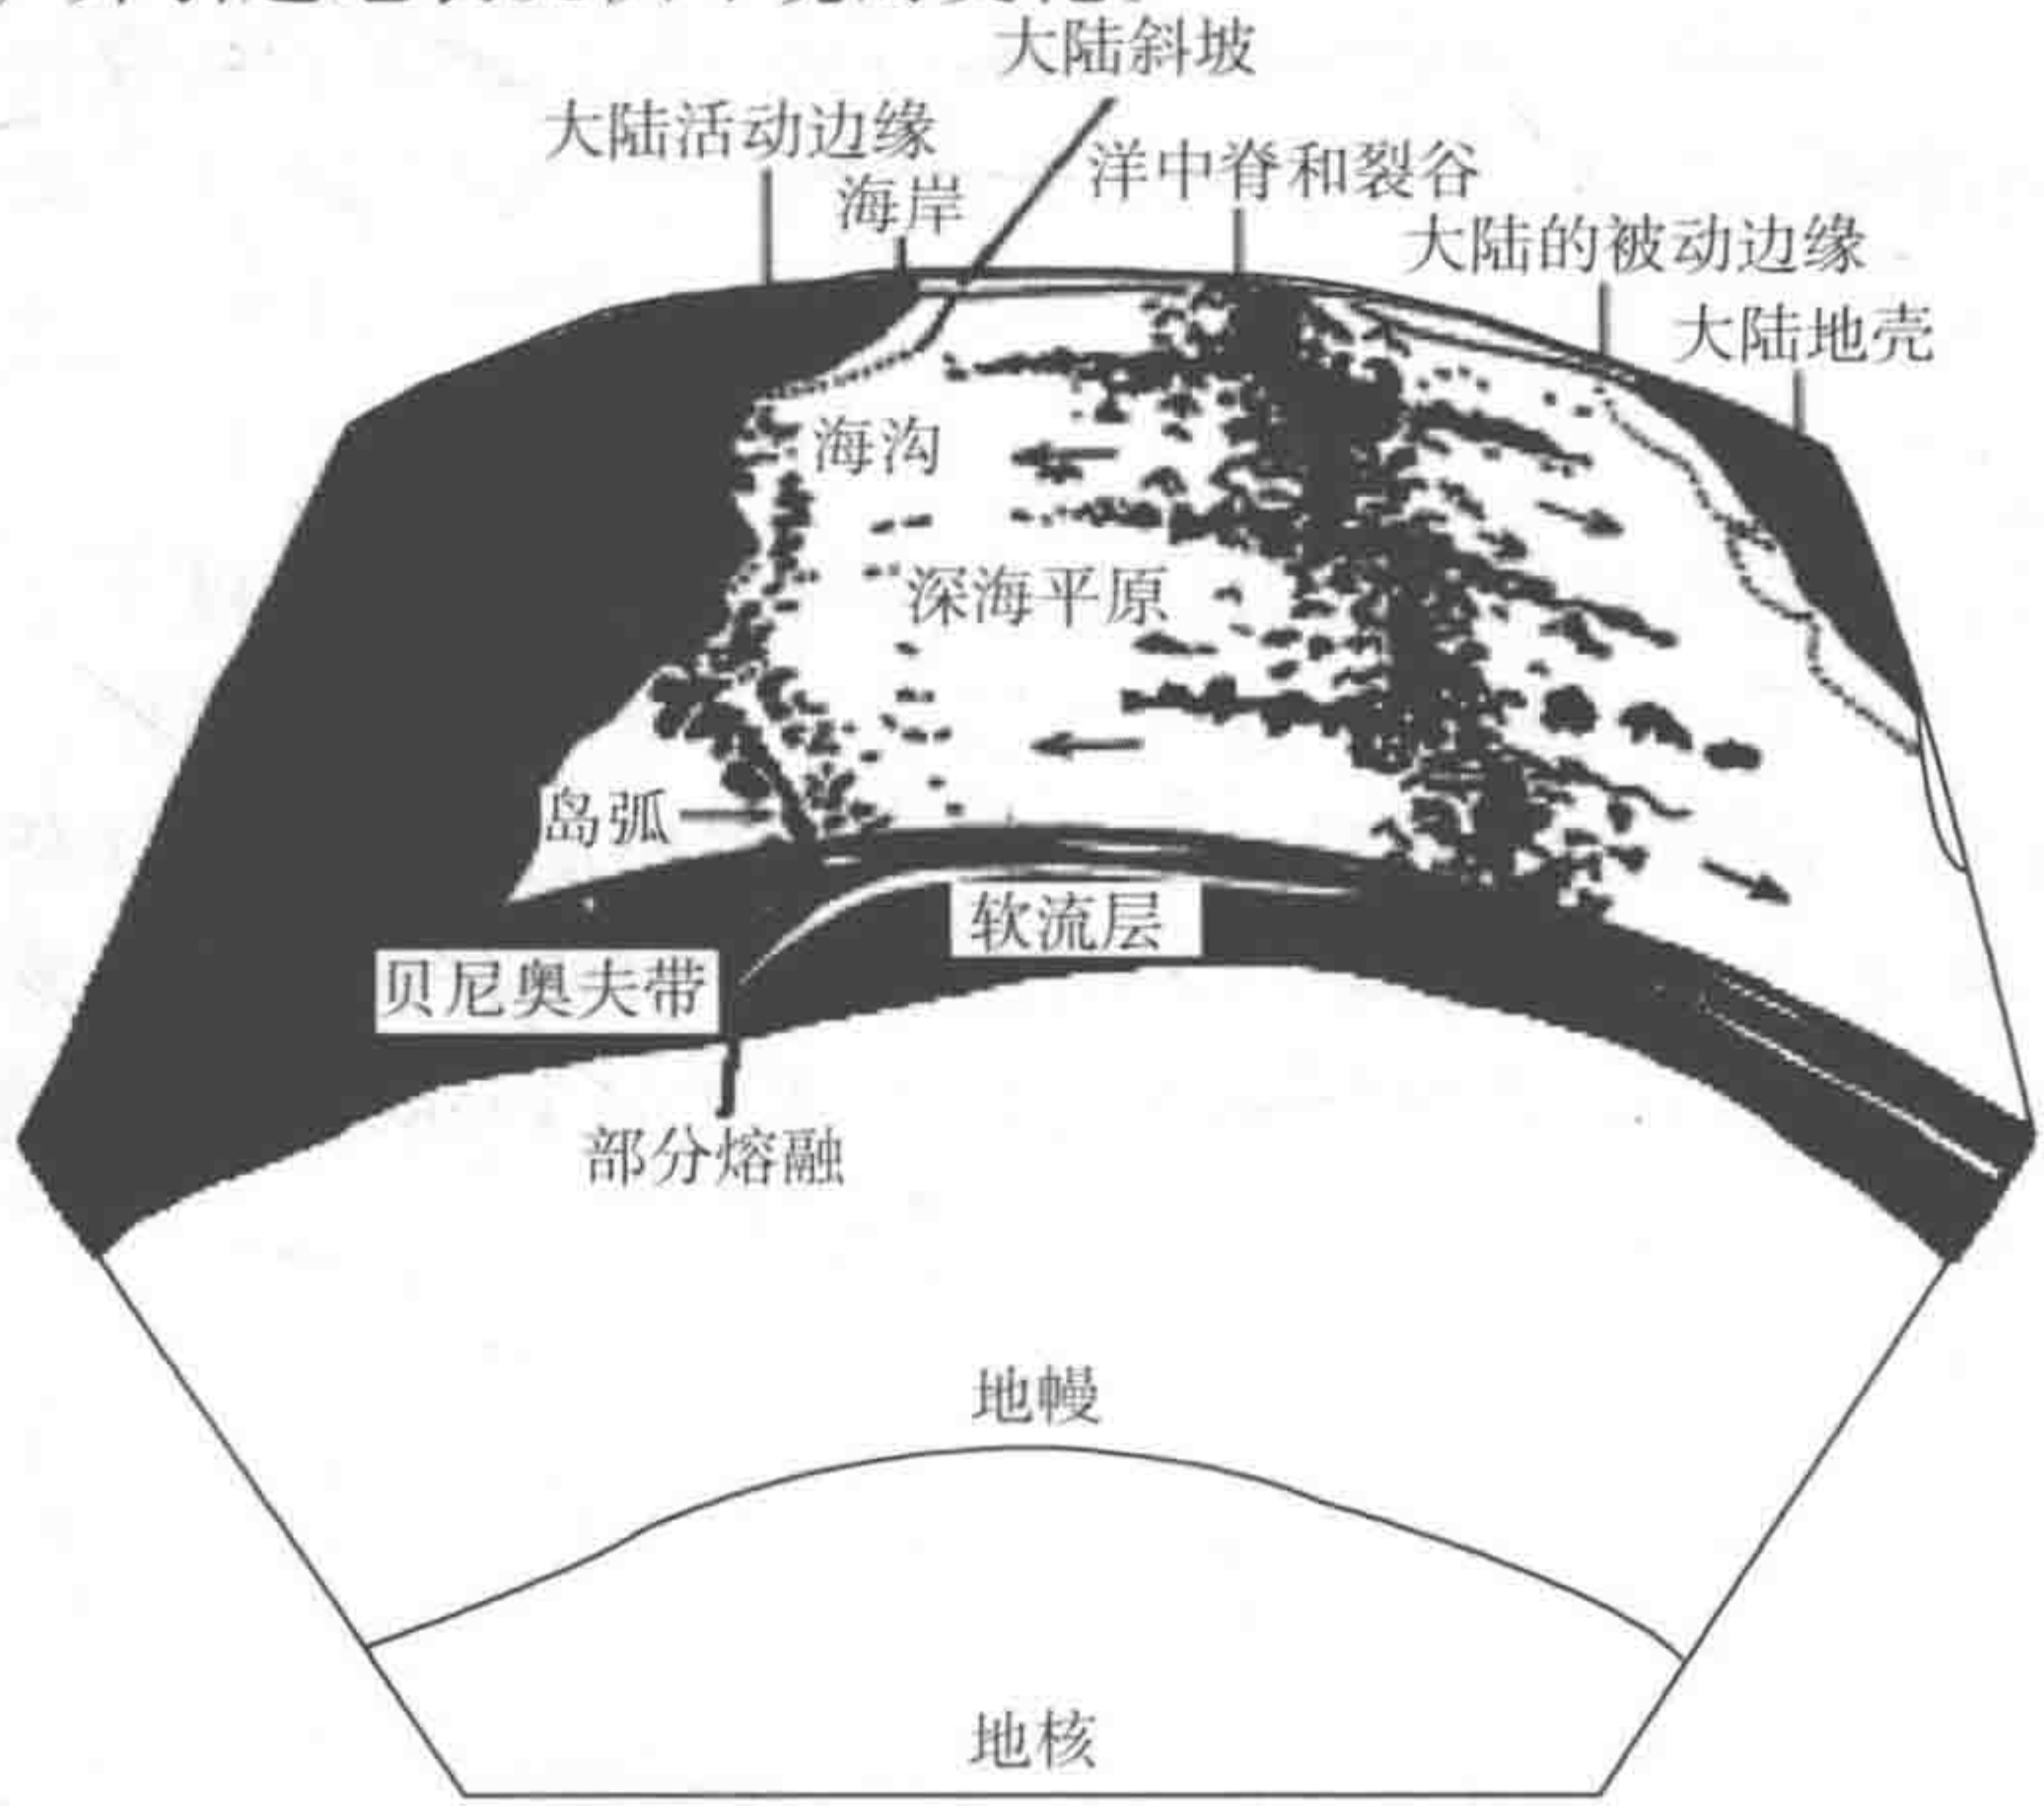 大陆斜坡
大陆活动边缘
洋中脊和裂谷
海岸
大陆的被动边缘
大陆地壳
海沟
深海平原
岛弧
软流层
贝尼奥夫带
部分熔融
地幔
地核